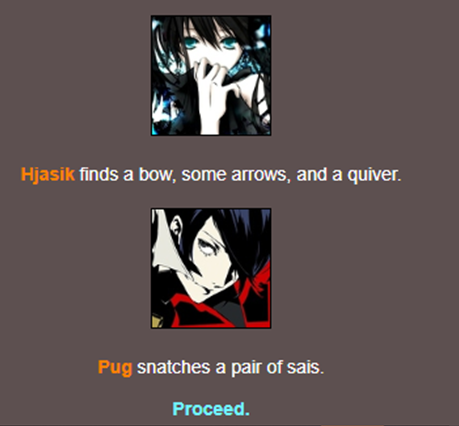 Hjasik finds a bow, some arrows, and a quiver.
Pug snatches a pair of sais.
Proceed.